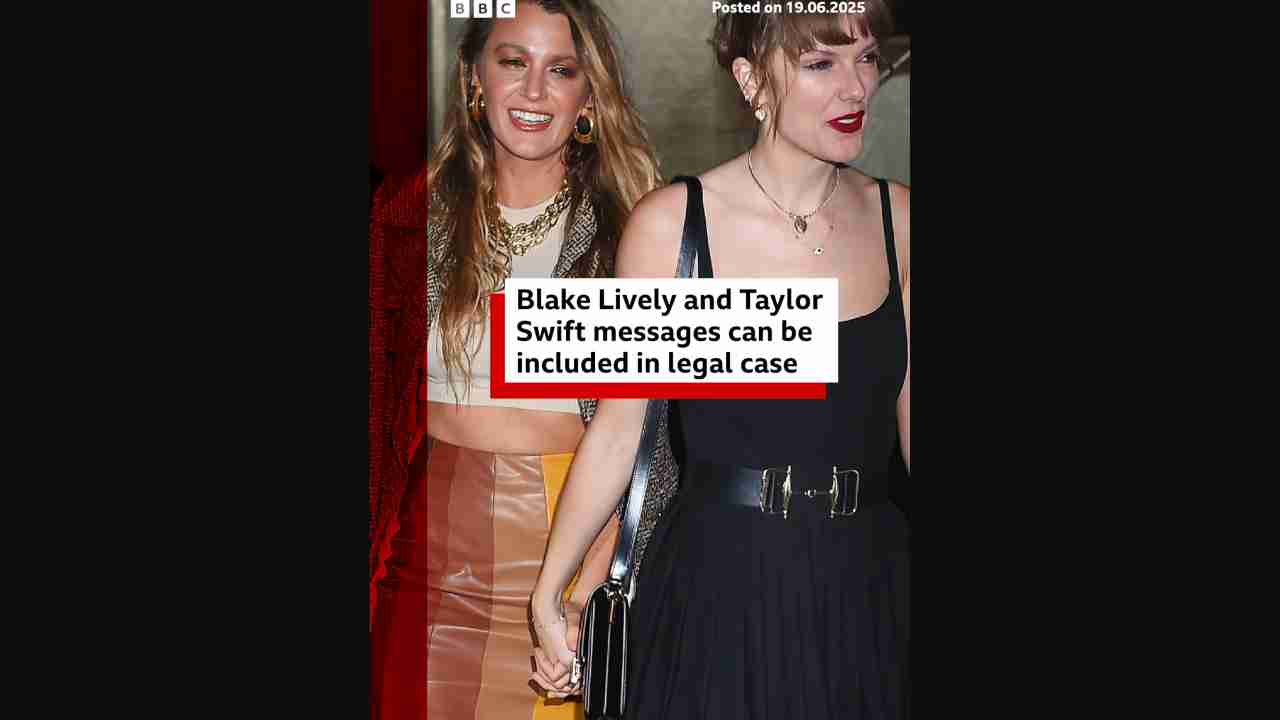 BBC
Posted on 19.06.2025
Blake Lively and Taylor
Swift messages can be
included in legal case